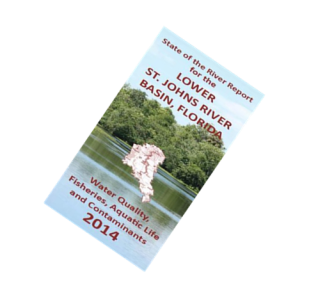 State of the River Report
for the
LOWER
ST. JOHNS RIVER
BASIN, FLORIDA
Water Quality,
Fisheries, Aquatic Life
and Contaminants
2014